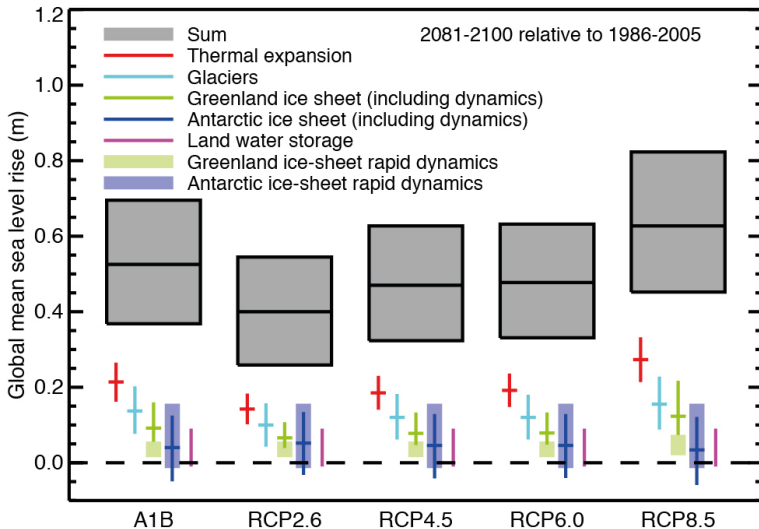 1.2
1.0
0.8
0.6
0.4
0.2
0.0
Global mean sea level rise (m)
2081-2100 relative to 1986-2005
Sum
Thermal expansion
Glaciers
Greenland ice sheet (including dynamics)
Antarctic ice sheet (including dynamics)
Land water storage
Greenland ice-sheet rapid dynamics
Antarctic ice-sheet rapid dynamics
A1B RCP2.6 RCP4.5 RCP6.0 RCP8.5